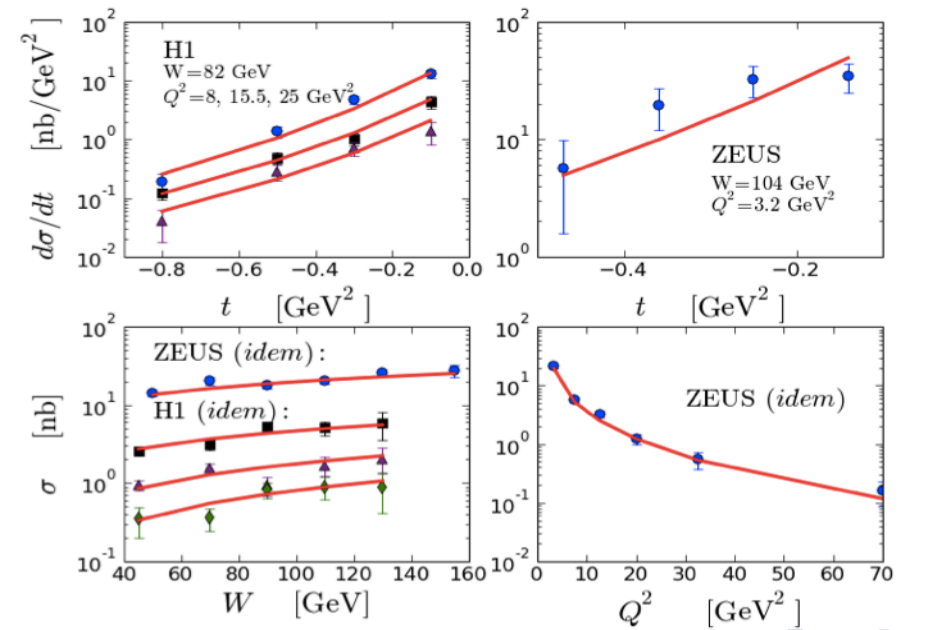 10^2
10^1
10^0
10^-1
10^-2
dσ/dt [nb/GeV^2 ]
H1
W=82 GeV
Q^2=8, 15.5, 25 GeV^2
−0.8 −0.6 −0.4 −0.2 0.0
t [GeV^2 ]
10^2
10^1
10^0
ZEUS
W=104 GeV
Q^2=3.2 GeV^2
−0.4 −0.2
t [GeV^2 ]
10^2
10^1
10^0
10^-1
σ [nb]
ZEUS (idem):
H1 (idem):
40 60 80 100 120 140 160
W [GeV]
10^2
10^1
10^0
10^-1
10^-2
ZEUS (idem)
0 10 20 30 40 50 60 70
Q^2 [GeV^2 ]